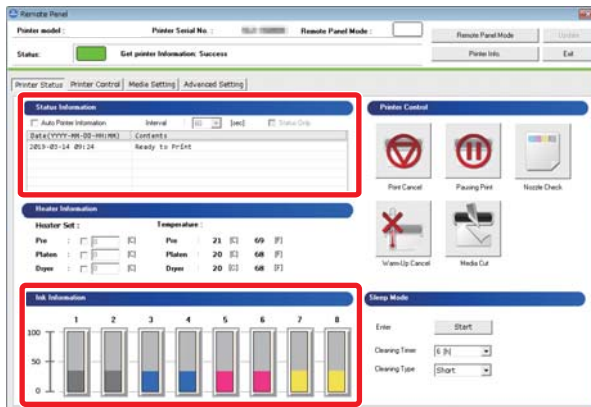 Remote Panel
Printer model : Printer Serial No. : Remote Panel Mode : Remote Panel Mode Update
Status: Get printer Information: Success Printer Info. Exit
Printer Status Printer Control Media Setting Advanced Setting
Status Information
Auto Printer Information Interval 60 [sec] Status Only
Date(YYYY-MM-DD-HH:MM) Contents
2019-03-14 09:24 Ready to Print
Printer Control
Print Cancel Pausing Print Nozzle Check
Warm-Up Cancel Media Cut
Heater Information
Heater Set : Temperature :
Pre : 0 [C] Pre : 21 [C] 69 [F]
Platen : 0 [C] Platen : 20 [C] 68 [F]
Dryer : 0 [C] Dryer : 20 [C] 68 [F]
Ink Information
1 2 3 4 5 6 7 8
100
50
0
Sleep Mode
Enter Start
Cleaning Timer 6 [h]
Cleaning Type Short